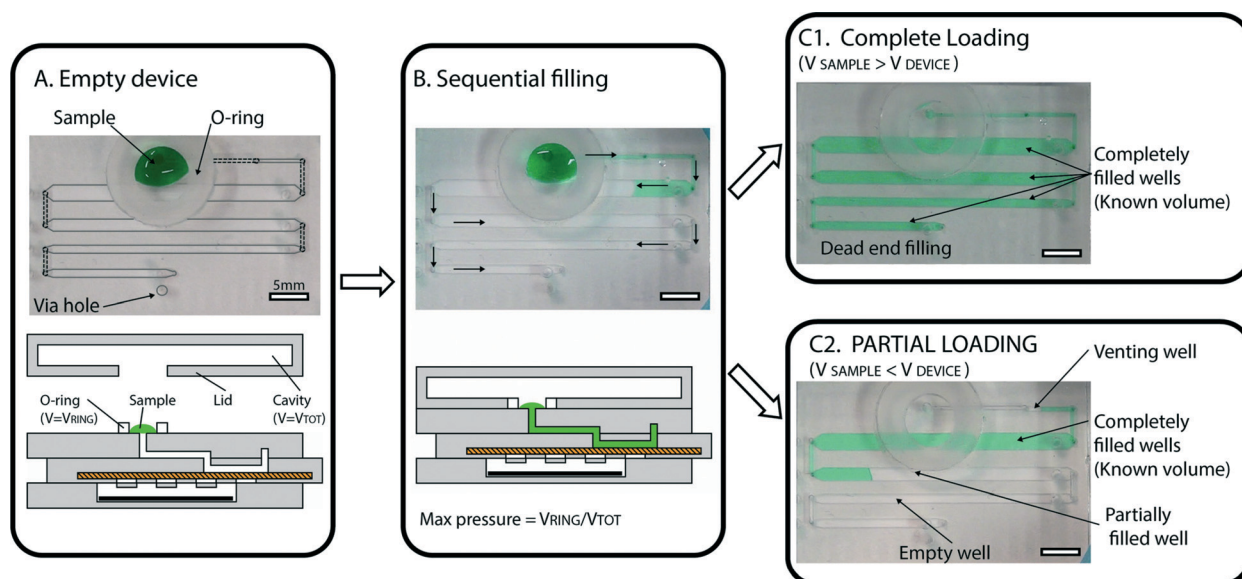 A. Empty device
Sample
O-ring
Via hole
5mm
O-ring
(V=VRING)
Sample
Lid
Cavity
(V=VTOT)
B. Sequential filling
Max pressure = VRING/VTOT
C1. Complete Loading
(V SAMPLE > V DEVICE)
Completely
filled wells
(Known volume)
Dead end filling
C2. PARTIAL LOADING
(V SAMPLE < V DEVICE)
Venting well
Completely
filled wells
(Known volume)
Partially
filled well
Empty well